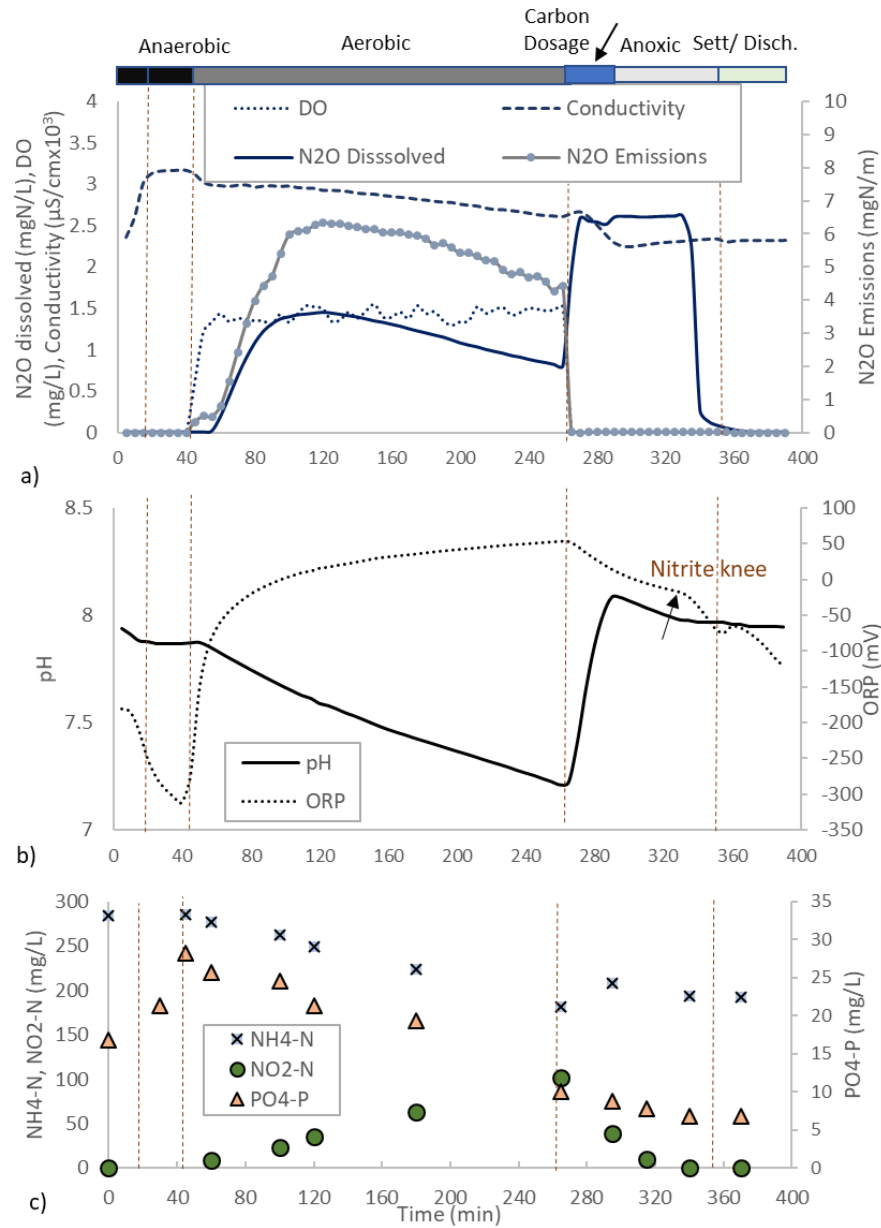 Carbon
Anaerobic Aerobic Dosage Anoxic Sett/ Disch.
N2O dissolved (mgN/L), DO
(mg/L), Conductivity (µS/cmx10³)
4
3.5
3
2.5
2
1.5
1
0.5
0
DO Conductivity
N2O Disssolved N2O Emissions
10
9
8
7
6
5
4
3
2
1
0
N2O Emissions (mgN/m)
0 40 80 120 160 200 240 280 320 360 400
a)
pH
8.5
8
7.5
7
Nitrite knee
pH
ORP
100
50
0
-50
-100
-150
-200
-250
-300
-350
ORP (mV)
0 40 80 120 160 200 240 280 320 360 400
b)
NH4-N, NO2-N (mg/L)
300
250
200
150
100
50
0
NH4-N
NO2-N
PO4-P
35
30
25
20
15
10
5
0
PO4-P (mg/L)
0 40 80 120 160 200 240 280 320 360 400
Time (min)
c)